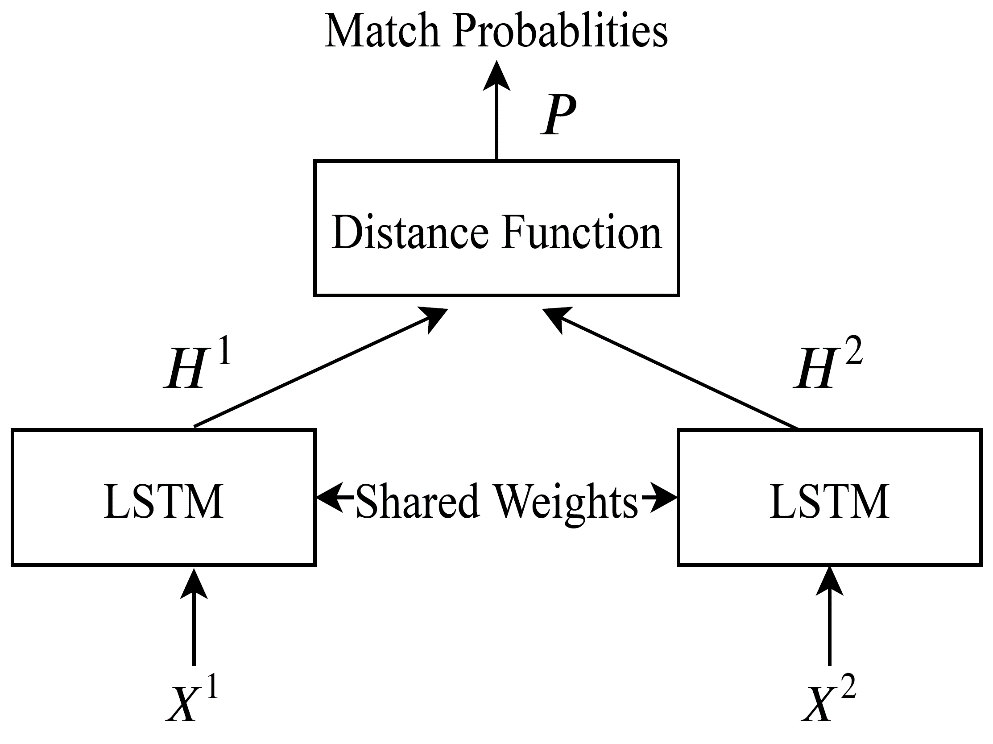 Match Probablities
P
Distance Function
H¹ H²
LSTM Shared Weights LSTM
X¹ X²